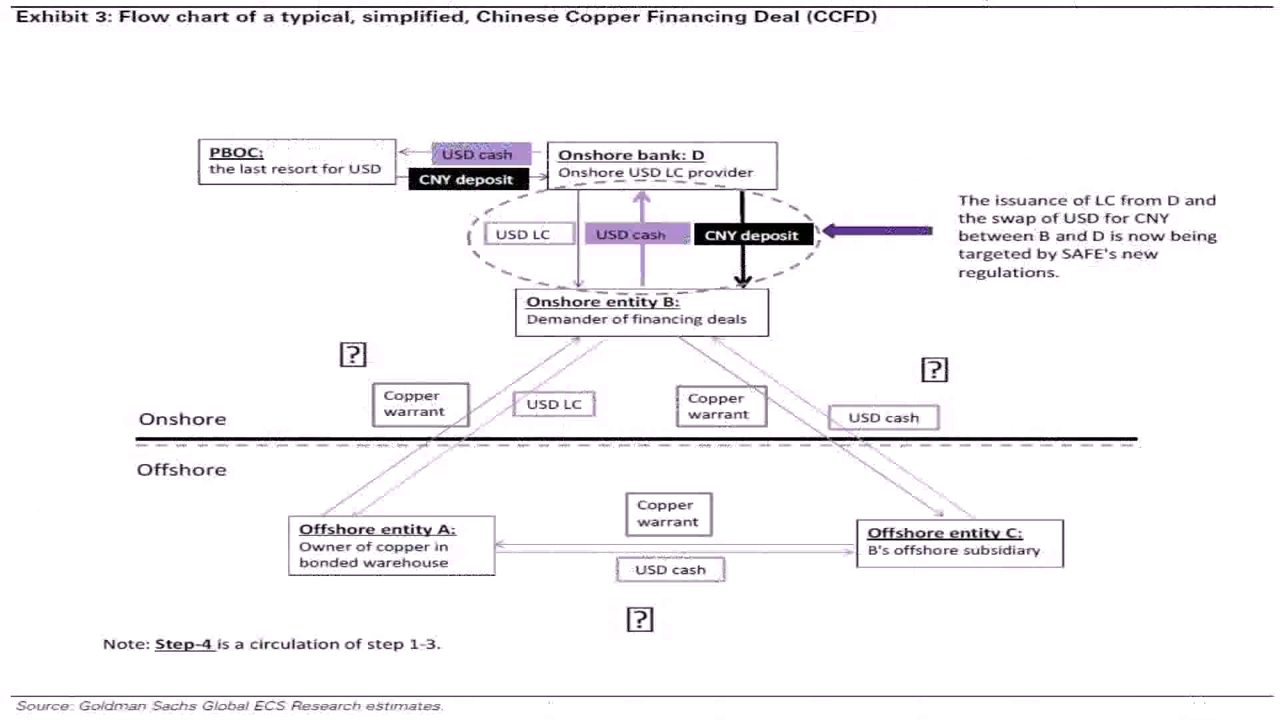 Exhibit 3: Flow chart of a typical, simplified, Chinese Copper Financing Deal (CCFD)
PBOC:
the last resort for USD
USD cash
CNY deposit
Onshore bank: D
Onshore USD LC provider
USD LC
USD cash
CNY deposit
The issuance of LC from D and
the swap of USD for CNY
between B and D is now being
targeted by SAFE's new
regulations.
Onshore entity B:
Demander of financing deals
?
?
Copper
warrant
USD LC
Copper
warrant
USD cash
Onshore
Offshore
Copper
warrant
Offshore entity A:
Owner of copper in
bonded warehouse
Offshore entity C:
B's offshore subsidiary
USD cash
?
Note: Step-4 is a circulation of step 1-3.
Source: Goldman Sachs Global ECS Research estimates.